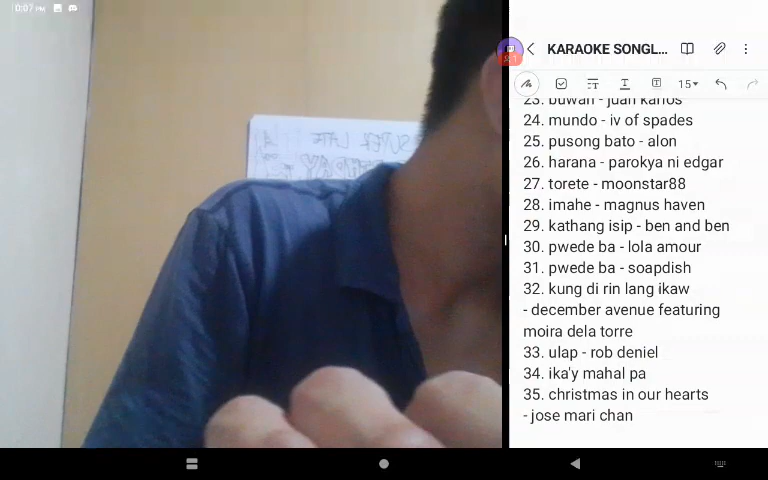 0:07 PM
KARAOKE SONGL...
15
23. buwan - juan karlos
24. mundo - iv of spades
25. pusong bato - alon
26. harana - parokya ni edgar
27. torete - moonstar88
28. imahe - magnus haven
29. kathang isip - ben and ben
30. pwede ba - lola amour
31. pwede ba - soapdish
32. kung di rin lang ikaw
- december avenue featuring
moira dela torre
33. ulap - rob deniel
34. ika'y mahal pa
35. christmas in our hearts
- jose mari chan